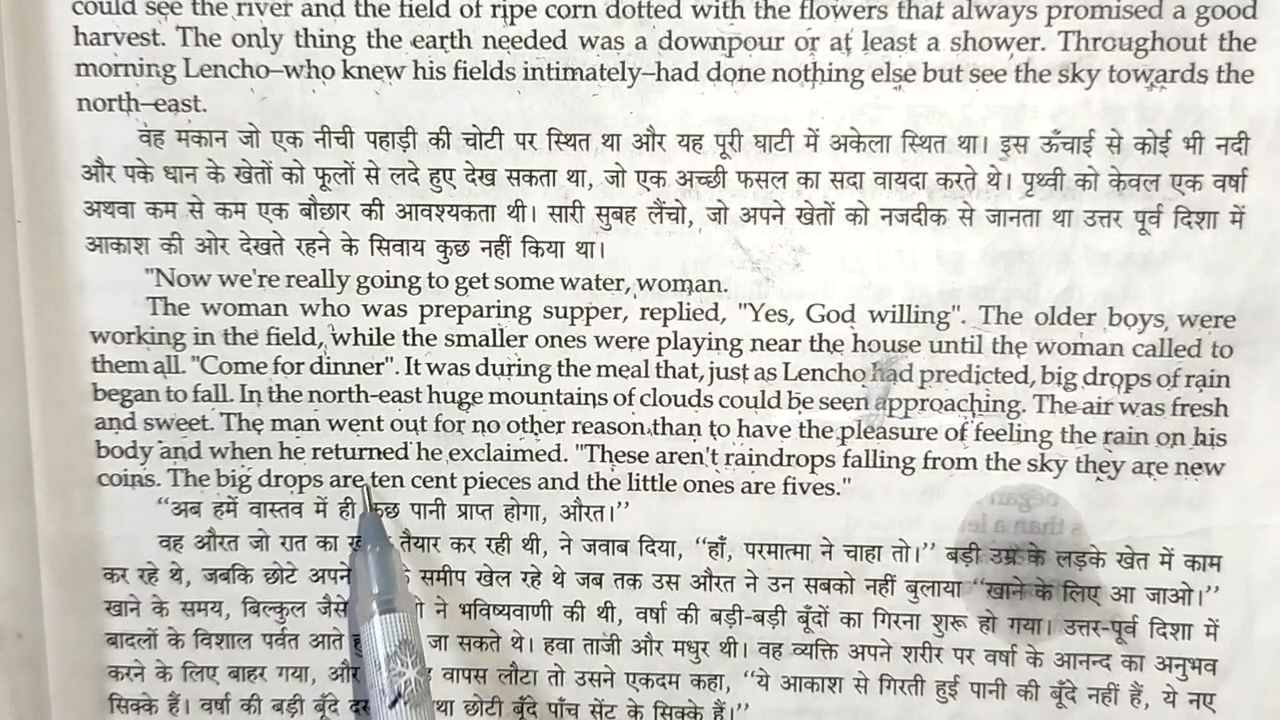 could see the river and the field of ripe corn dotted with the flowers that always promised a good
harvest. The only thing the earth needed was a downpour or at least a shower. Throughout the
morning Lencho–who knew his fields intimately–had done nothing else but see the sky towards the
north–east.
वह मकान जो एक नीची पहाड़ी की चोटी पर स्थित था और यह पूरी घाटी में अकेला स्थित था। इस ऊँचाई से कोई भी नदी
और पके धान के खेतों को फूलों से लदे हुए देख सकता था, जो एक अच्छी फसल का सदा वायदा करते थे। पृथ्वी को केवल एक वर्षा
अथवा कम से कम एक बौछार की आवश्यकता थी। सारी सुबह लैंचो, जो अपने खेतों को नजदीक से जानता था उत्तर पूर्व दिशा में
आकाश की ओर देखते रहने के सिवाय कुछ नहीं किया था।
"Now we're really going to get some water, woman.
The woman who was preparing supper, replied, "Yes, God willing". The older boys, were
working in the field, while the smaller ones were playing near the house until the woman called to
them all. "Come for dinner". It was during the meal that, just as Lencho had predicted, big drops of rain
began to fall. In the north-east huge mountains of clouds could be seen approaching. The air was fresh
and sweet. The man went out for no other reason than to have the pleasure of feeling the rain on his
body and when he returned he exclaimed. "These aren't raindrops falling from the sky they are new
coins. The big drops are ten cent pieces and the little ones are fives."
“अब हमें वास्तव में ही कुछ पानी प्राप्त होगा, औरत।”
वह औरत जो रात का तैयार कर रही थी, ने जवाब दिया, “हाँ, परमात्मा ने चाहा तो।” बड़ी उम्र के लड़के खेत में काम
कर रहे थे, जबकि छोटे अपने समीप खेल रहे थे जब तक उस औरत ने उन सबको नहीं बुलाया “खाने के लिए आ जाओ।”
खाने के समय, बिल्कुल जैसे ने भविष्यवाणी की थी, वर्षा की बड़ी-बड़ी बूँदों का गिरना शुरू हो गया। उत्तर-पूर्व दिशा में
बादलों के विशाल पर्वत आते जा सकते थे। हवा ताजी और मधुर थी। वह व्यक्ति अपने शरीर पर वर्षा के आनन्द का अनुभव
करने के लिए बाहर गया, और वापस लौटा तो उसने एकदम कहा, “ये आकाश से गिरती हुई पानी की बूँदे नहीं हैं, ये नए
सिक्के हैं। वर्षा की बड़ी बूँदे छोटी बूँदे पाँच सेंट के सिक्के हैं।”